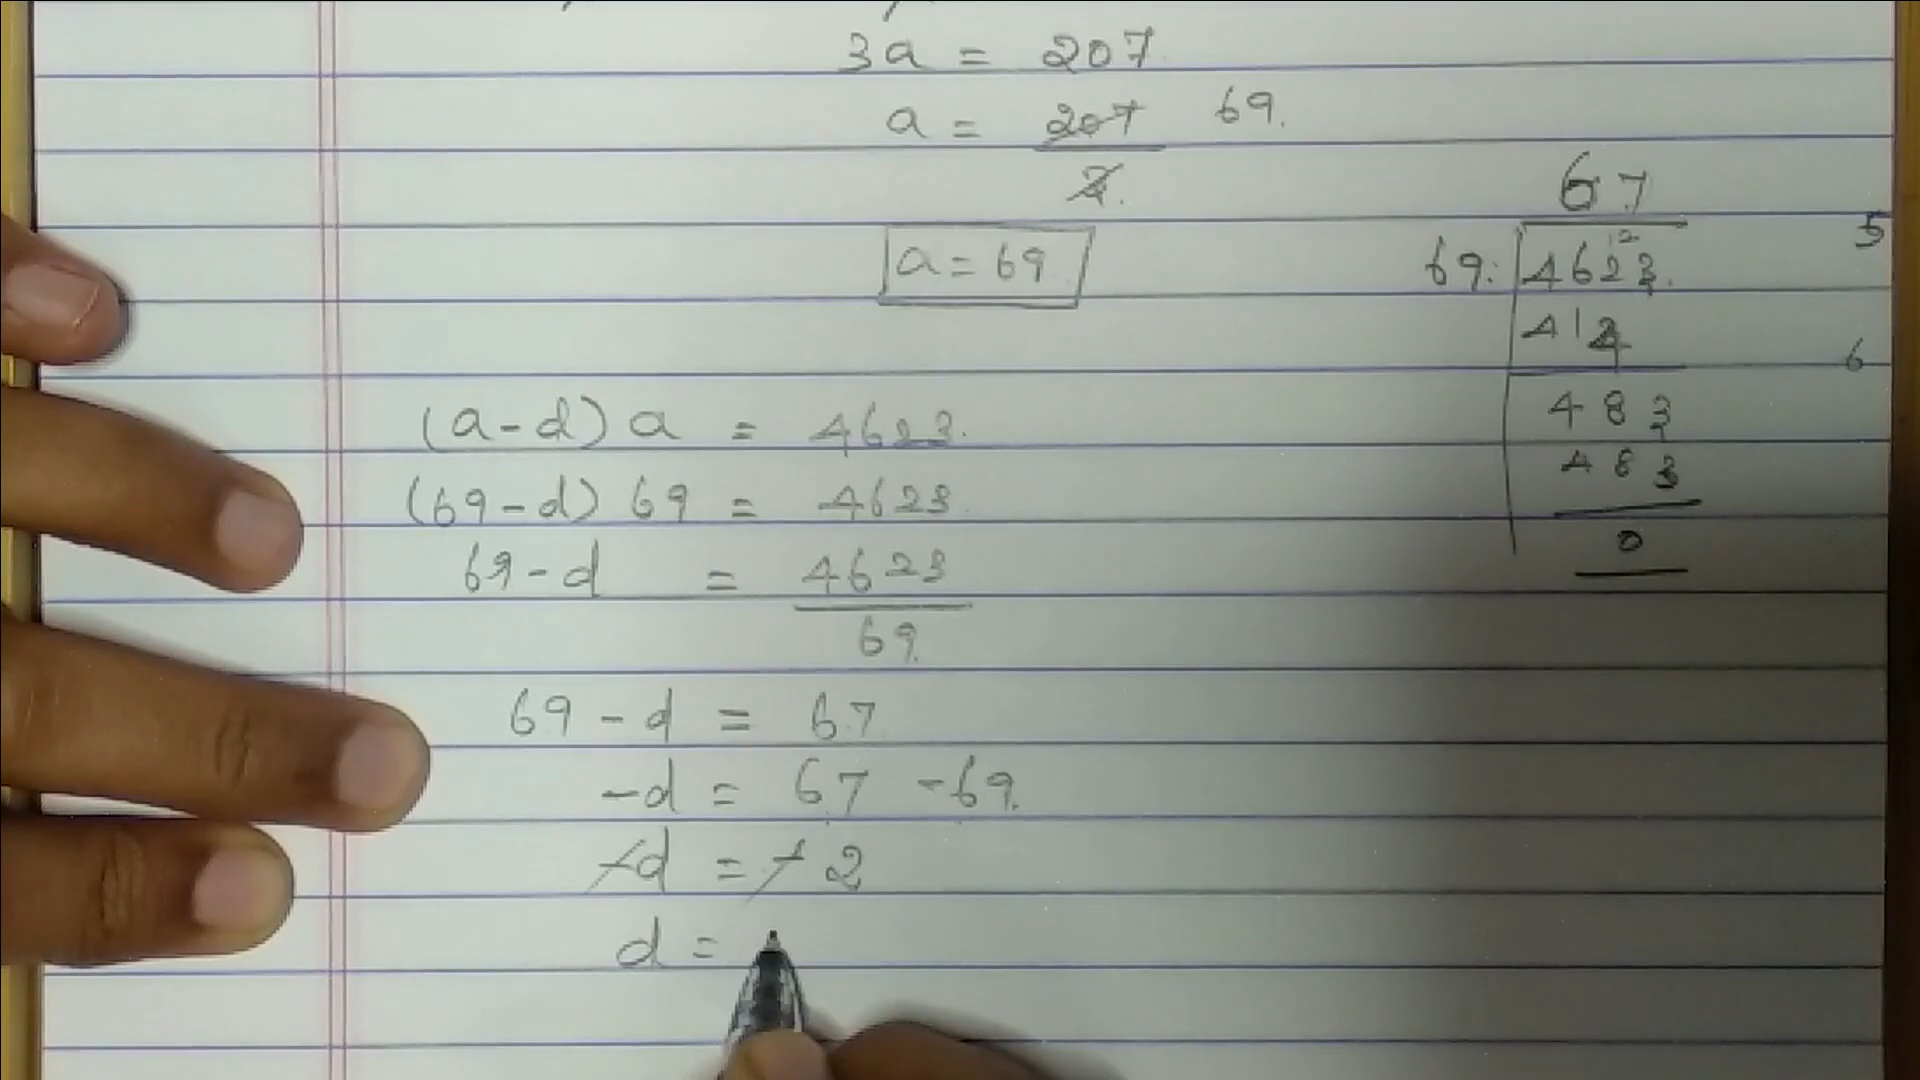 3a = 207
a = 207 69.
3.
a = 69
(a-d) a = 4623.
(69-d) 69 = 4623.
69-d = 4623
69.
69 - d = 67
-d = 67 -69.
-d = -2
d =
67
5
12
69. 4623.
414
6
483
483
0